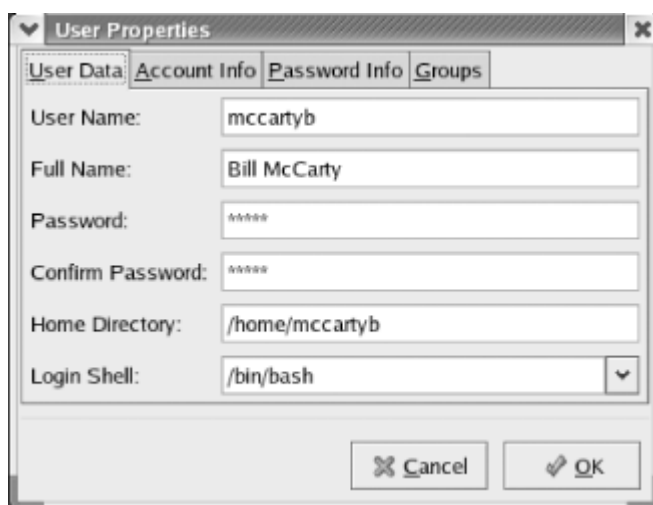 User Properties
User Data Account Info Password Info Groups
User Name: mccartyb
Full Name: Bill McCarty
Password: *****
Confirm Password: *****
Home Directory: /home/mccartyb
Login Shell: /bin/bash
Cancel OK